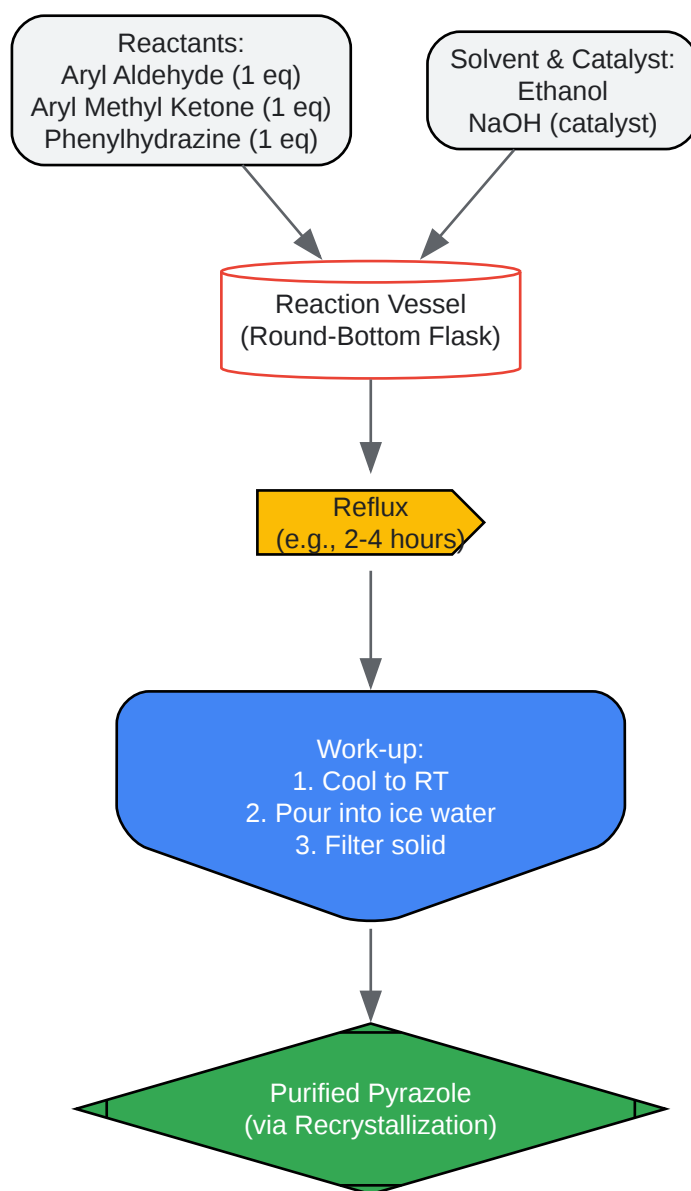 Reactants:
Aryl Aldehyde (1 eq)
Aryl Methyl Ketone (1 eq)
Phenylhydrazine (1 eq)
Solvent & Catalyst:
Ethanol
NaOH (catalyst)
Reaction Vessel
(Round-Bottom Flask)
Reflux
(e.g., 2-4 hours)
Work-up:
1. Cool to RT
2. Pour into ice water
3. Filter solid
Purified Pyrazole
(via Recrystallization)